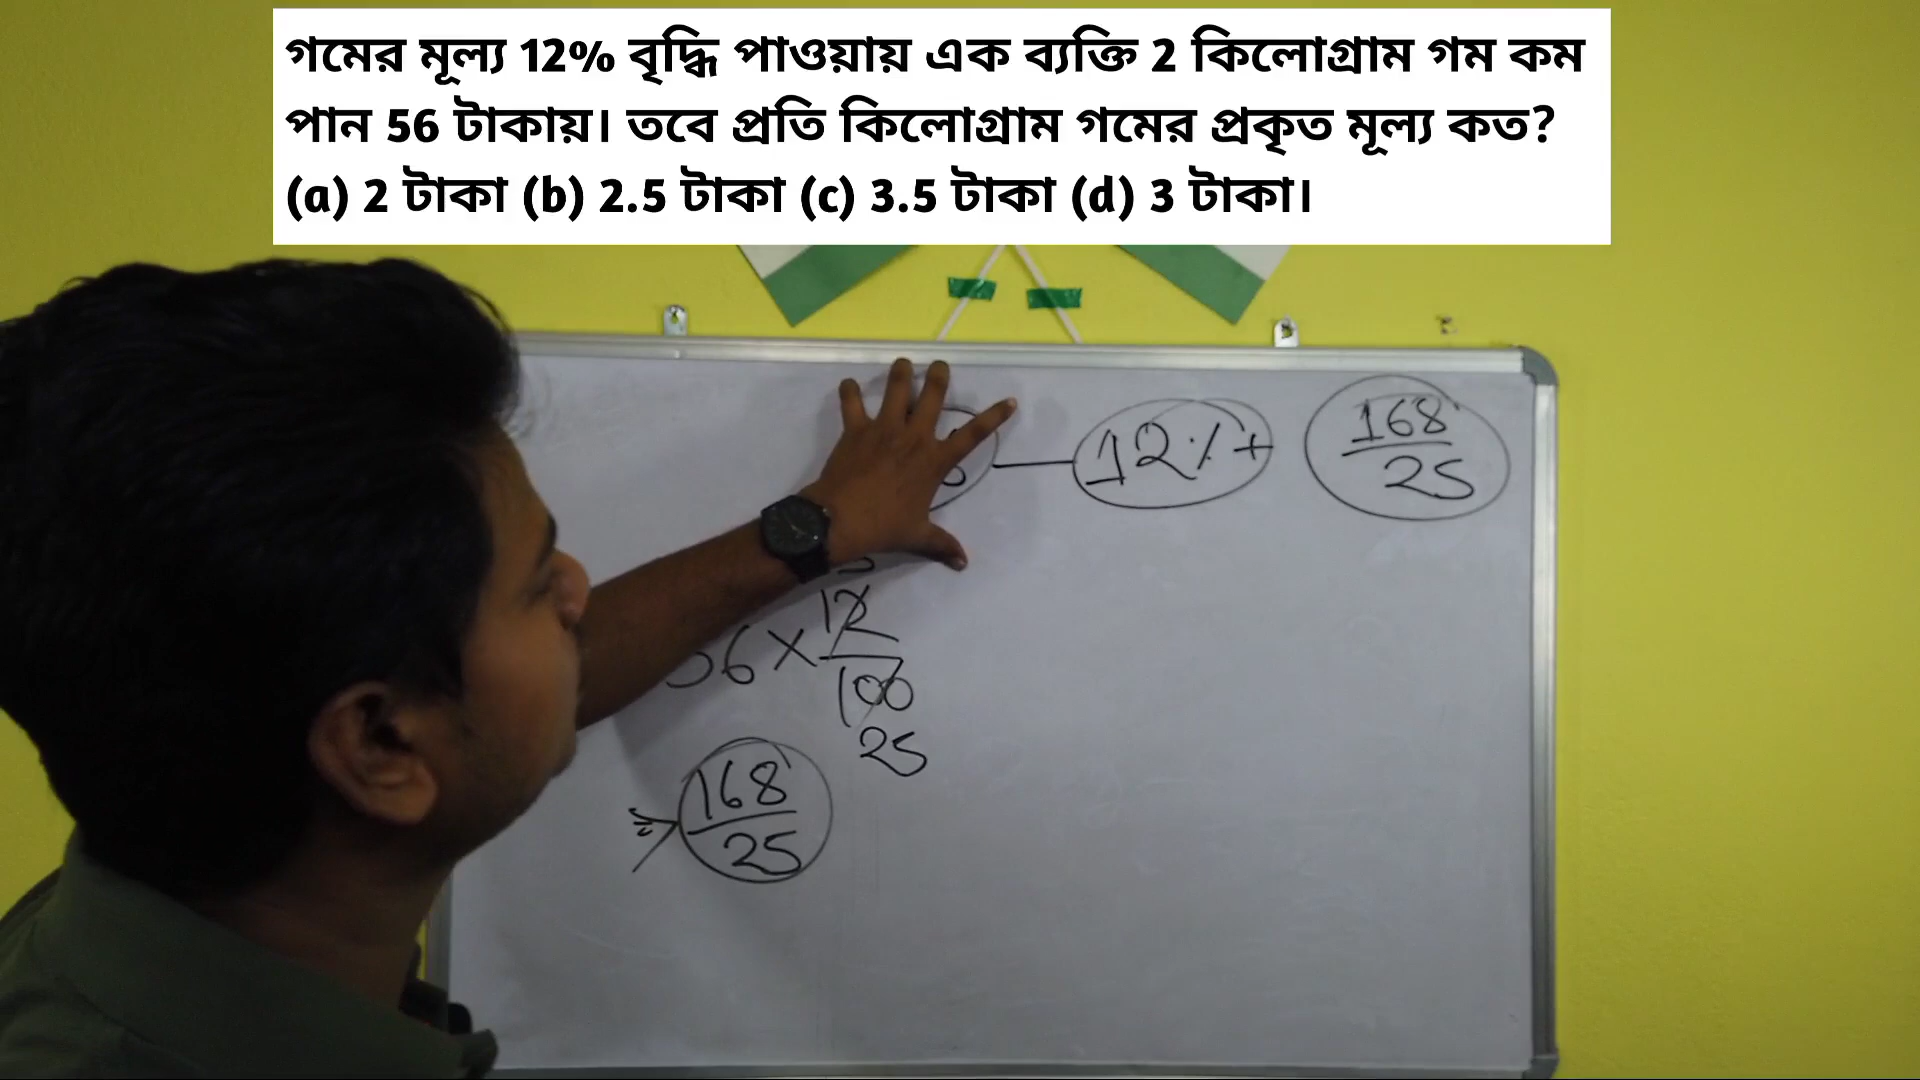 গমের মূল্য 12% বৃদ্ধি পাওয়ায় এক ব্যক্তি 2 কিলোগ্রাম গম কম
পান 56 টাকায়। তবে প্রতি কিলোগ্রাম গমের প্রকৃত মূল্য কত?
(a) 2 টাকা (b) 2.5 টাকা (c) 3.5 টাকা (d) 3 টাকা।
12%+
168
25
56×12
100
25
168
25